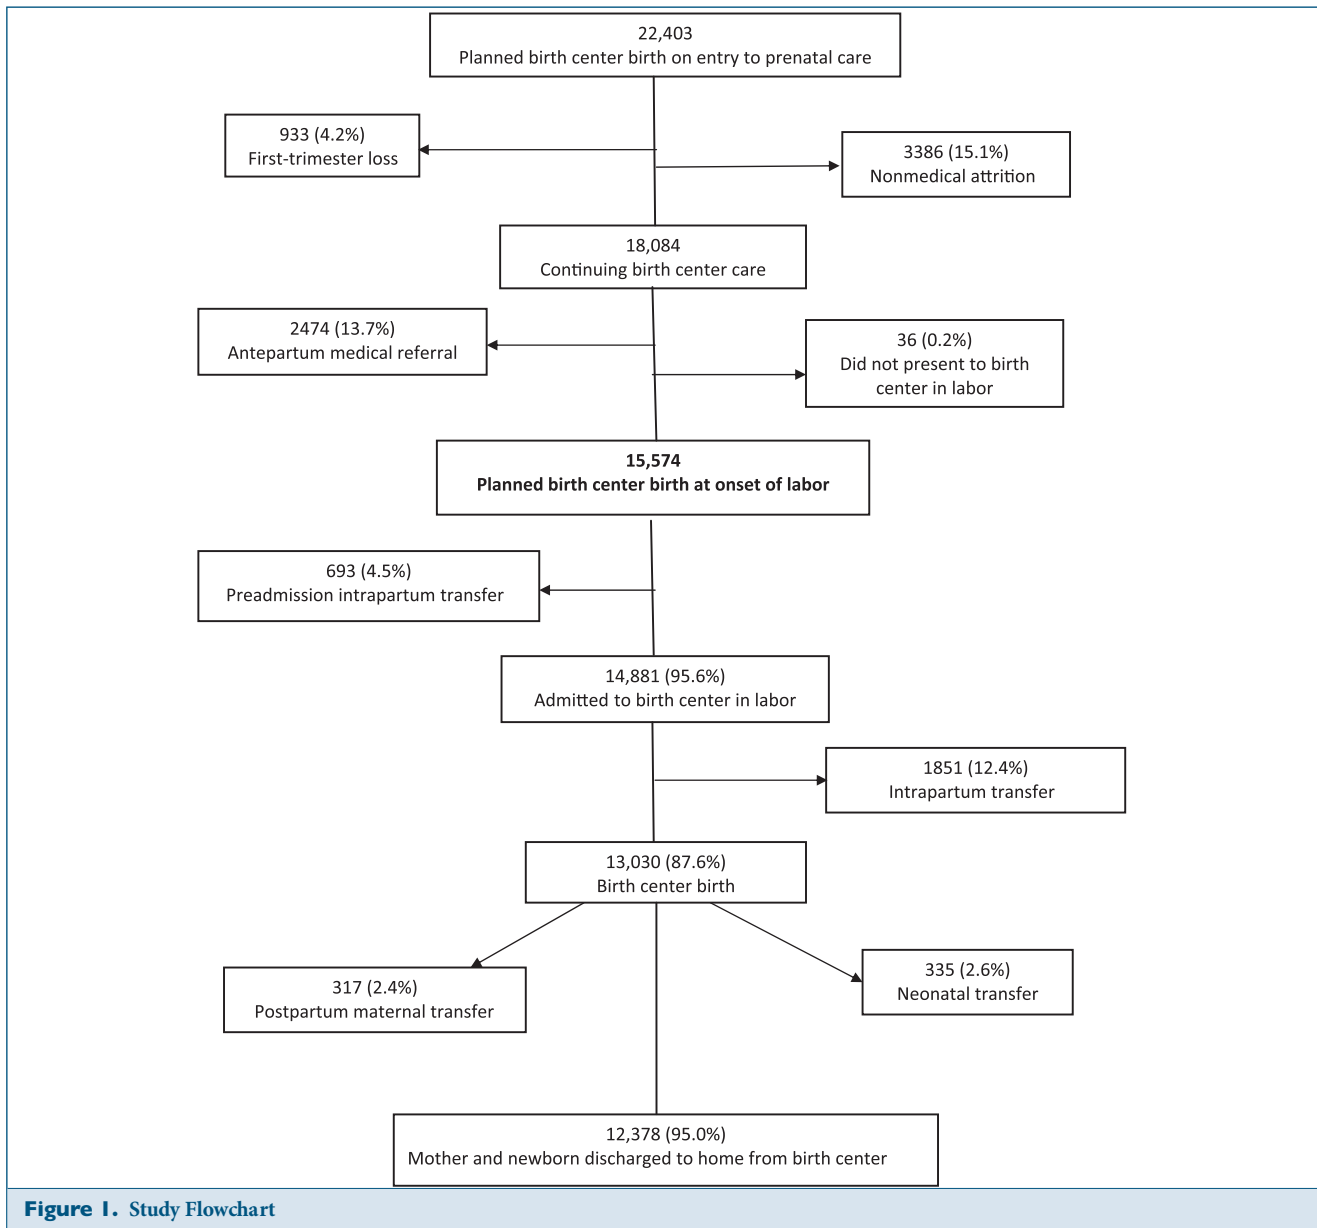 22,403
Planned birth center birth on entry to prenatal care
933 (4.2%)
First-trimester loss
3386 (15.1%)
Nonmedical attrition
18,084
Continuing birth center care
2474 (13.7%)
Antepartum medical referral
36 (0.2%)
Did not present to birth
center in labor
15,574
Planned birth center birth at onset of labor
693 (4.5%)
Preadmission intrapartum transfer
14,881 (95.6%)
Admitted to birth center in labor
1851 (12.4%)
Intrapartum transfer
13,030 (87.6%)
Birth center birth
317 (2.4%)
Postpartum maternal transfer
335 (2.6%)
Neonatal transfer
12,378 (95.0%)
Mother and newborn discharged to home from birth center
Figure 1. Study Flowchart